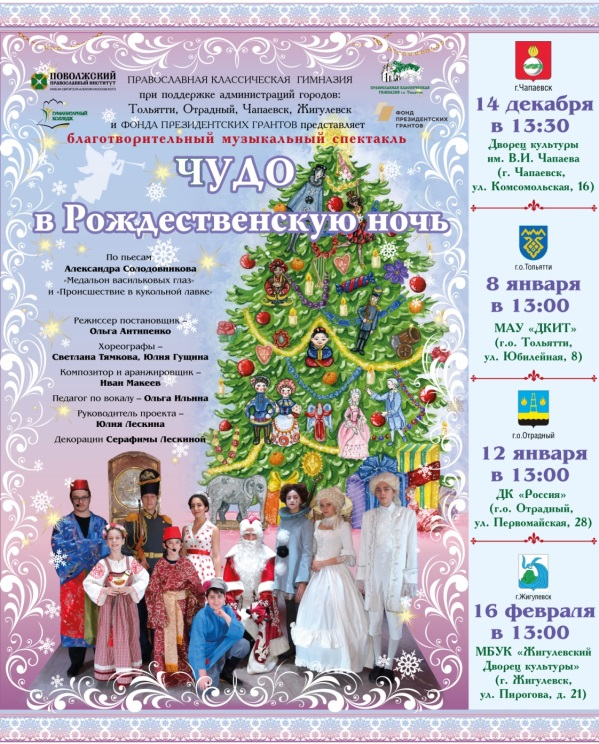 ПОВОЛЖСКИЙ
ПРАВОСЛАВНЫЙ ИНСТИТУТ
ГУМАНИТАРНЫЙ
КОЛЛЕДЖ
ПРАВОСЛАВНАЯ КЛАССИЧЕСКАЯ ГИМНАЗИЯ
при поддержке администраций городов:
Тольятти, Отрадный, Чапаевск, Жигулевск
и ФОНДА ПРЕЗИДЕНТСКИХ ГРАНТОВ представляет
ПРАВОСЛАВНАЯ КЛАССИЧЕСКАЯ
ФОНД
ПРЕЗИДЕНТСКИХ
ГРАНТОВ
благотворительный музыкальный спектакль
ЧУДО
в Рождественскую ночь
По пьесам
Александра Солодовникова
«Медальон васильковых глаз»
и «Происшествие в кукольной лавке»
Режиссер постановщик
Ольга Антипенко
Хореографы –
Светлана Тямкова, Юлия Гущина
Композитор и аранжировщик –
Иван Макеев
Педагог по вокалу – Ольга Ильина
Руководитель проекта –
Юлия Лескина
Декорации Серафимы Лескиной
г.Чапаевск
14 декабря
в 13:30
Дворец культуры
им. В.И. Чапаева
(г. Чапаевск,
ул. Комсомольская, 16)
г.о.Тольятти
8 января
в 13:00
МАУ «ДКИТ»
(г.о. Тольятти,
ул. Юбилейная, 8)
г.о.Отрадный
12 января
в 13:00
ДК «Россия»
(г.о. Отрадный,
ул. Первомайская, 28)
г.Жигулевск
16 февраля
в 13:00
МБУК «Жигулевский
Дворец культуры»
(г. Жигулевск,
ул. Пирогова, д. 21)